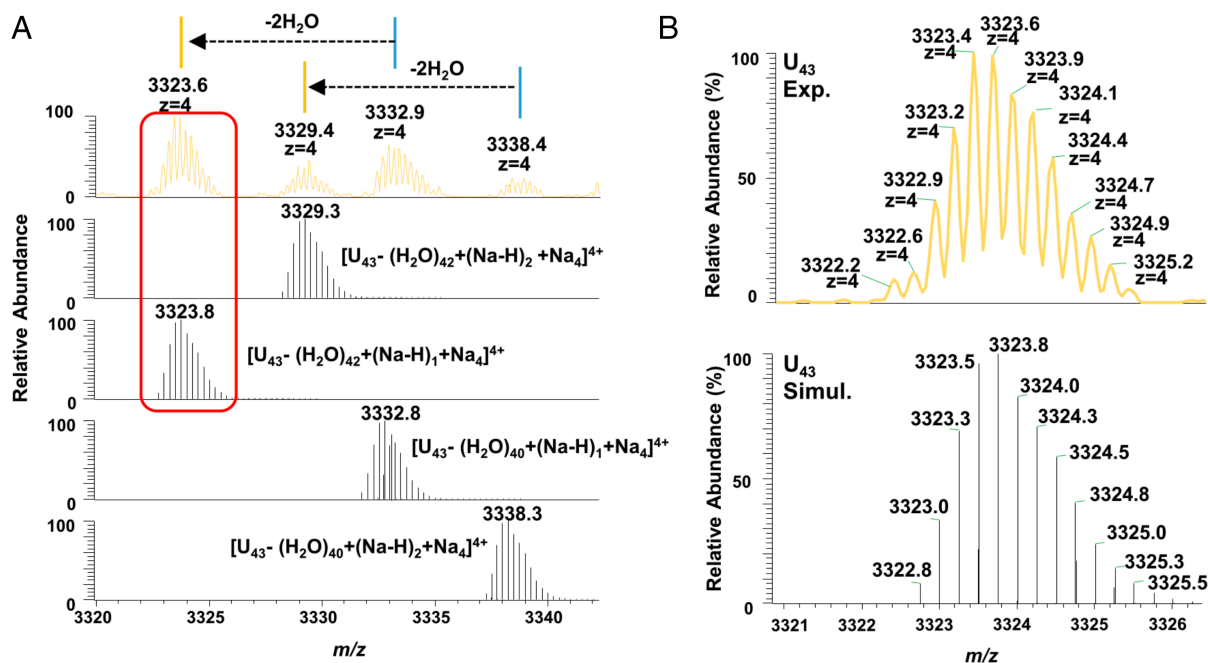 A
-2H₂O
-2H₂O
3323.6
z=4
3329.4
z=4
3332.9
z=4
3338.4
z=4
100
0
Relative Abundance
100
0
3329.3
[U₄₃- (H₂O)₄₂+(Na-H)₂ +Na₄]⁴⁺
100
0
3323.8
[U₄₃- (H₂O)₄₂+(Na-H)₁+Na₄]⁴⁺
100
0
3332.8
[U₄₃- (H₂O)₄₀+(Na-H)₁+Na₄]⁴⁺
100
0
3338.3
[U₄₃- (H₂O)₄₀+(Na-H)₂+Na₄]⁴⁺
3320 3325 3330 3335 3340
m/z
B
U₄₃
Exp.
Relative Abundance (%)
100
50
0
3322.2
z=4
3322.6
z=4
3322.9
z=4
3323.2
z=4
3323.4
z=4
3323.6
z=4
3323.9
z=4
3324.1
z=4
3324.4
z=4
3324.7
z=4
3324.9
z=4
3325.2
z=4
U₄₃
Simul.
Relative Abundance (%)
100
50
0
3322.8
3323.0
3323.3
3323.5
3323.8
3324.0
3324.3
3324.5
3324.8
3325.0
3325.3
3325.5
3321 3322 3323 3324 3325 3326
m/z